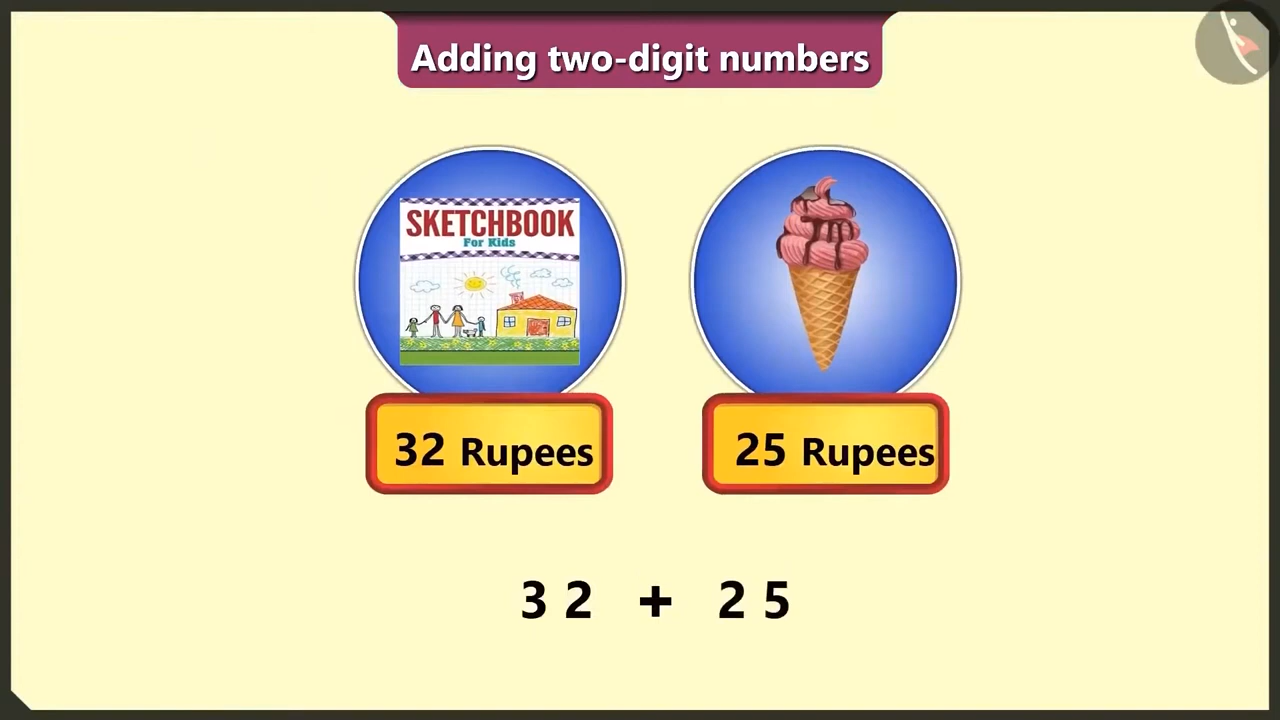 Adding two-digit numbers
SKETCHBOOK
For Kids
32 Rupees
25 Rupees
3 2 + 2 5